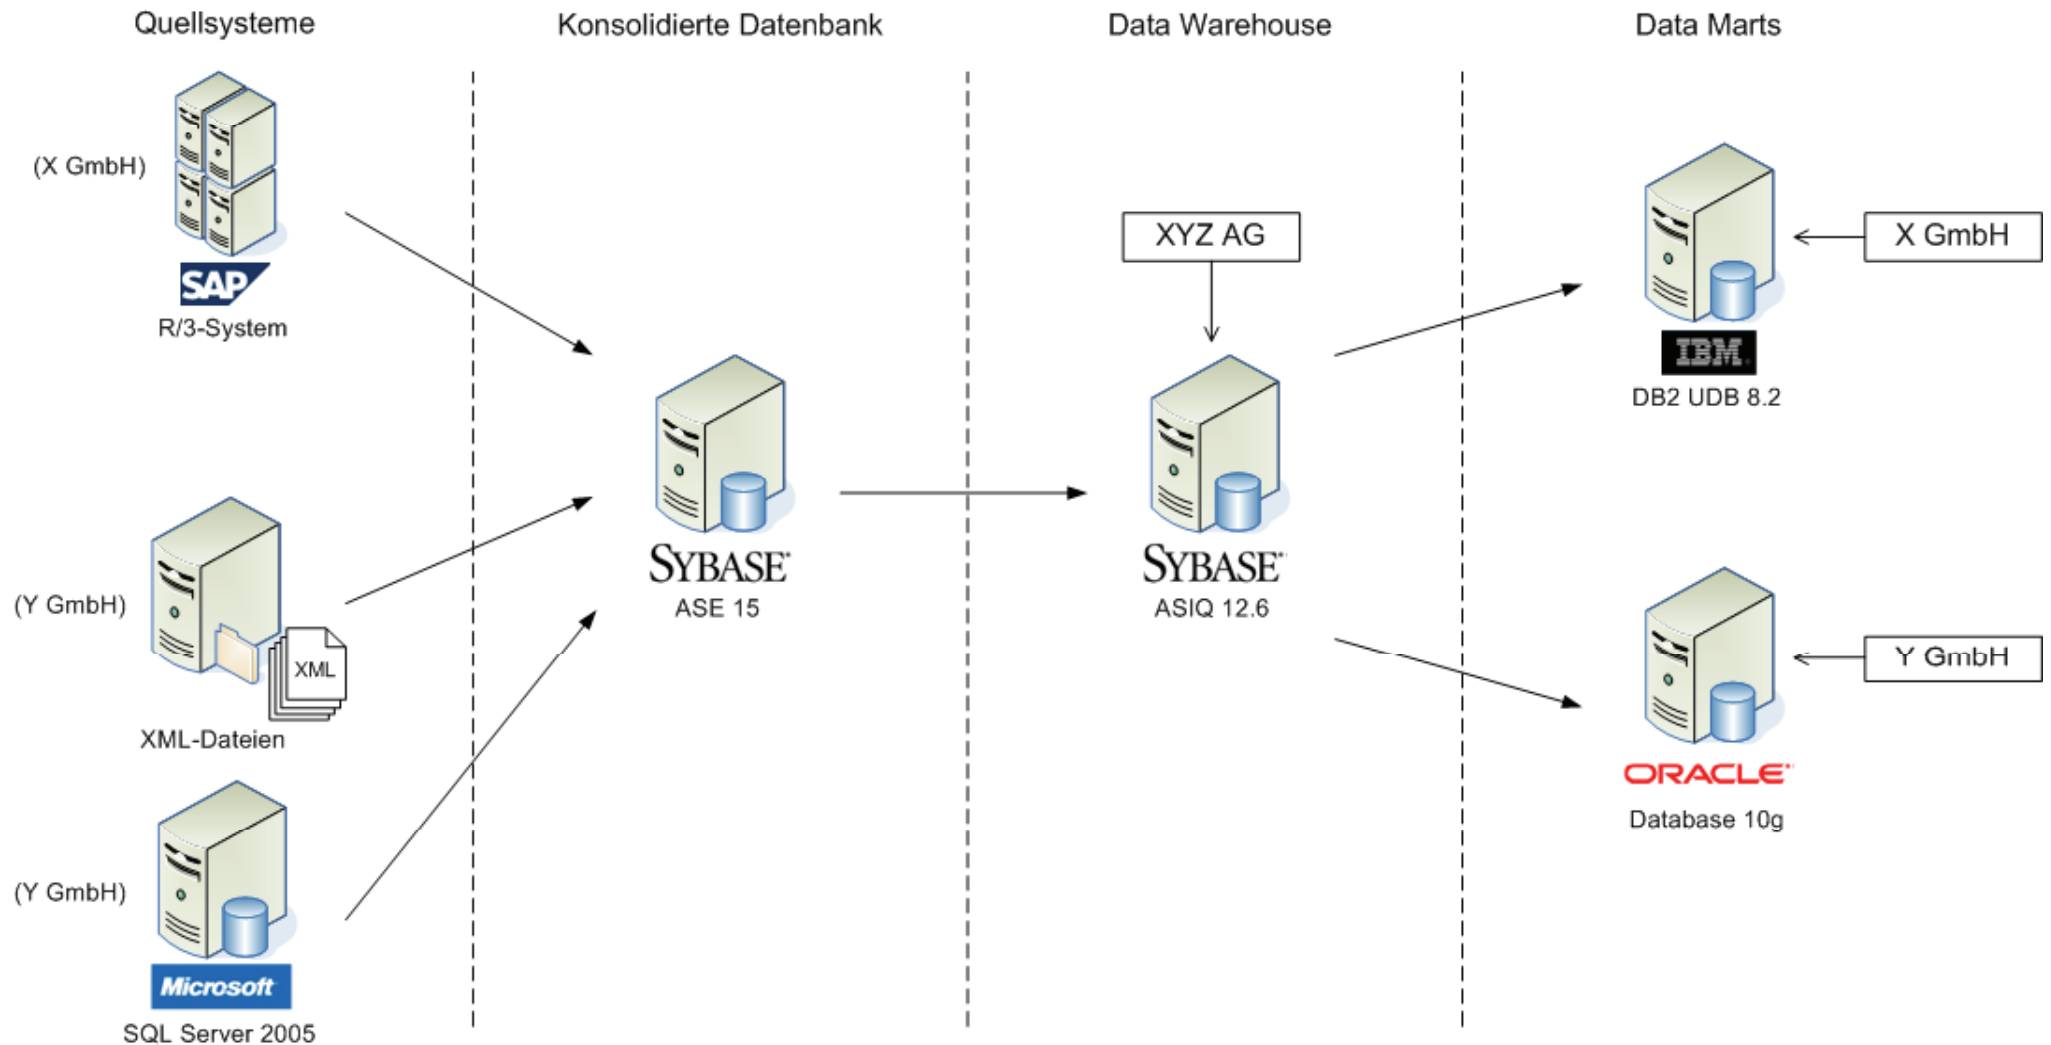 Quellsysteme
Konsolidierte Datenbank
Data Warehouse
Data Marts
(X GmbH)
SAP
R/3-System
(Y GmbH)
XML
XML-Dateien
(Y GmbH)
Microsoft
SQL Server 2005
SYBASE
ASE 15
XYZ AG
SYBASE
ASIQ 12.6
X GmbH
IBM
DB2 UDB 8.2
Y GmbH
ORACLE
Database 10g